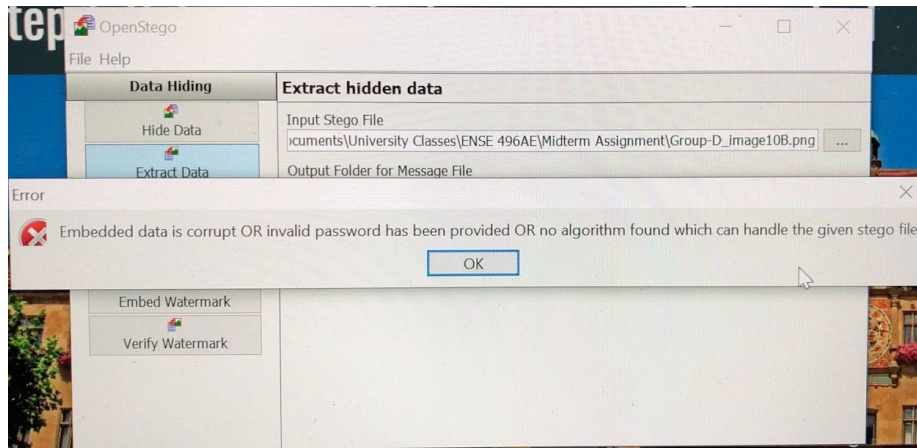 OpenStego
File Help
Data Hiding
Extract hidden data
Hide Data
Input Stego File
ocuments\University Classes\ENSE 496AE\Midterm Assignment\Group-D_image10B.png
...
Extract Data
Output Folder for Message File
Error
Embedded data is corrupt OR invalid password has been provided OR no algorithm found which can handle the given stego file
OK
Embed Watermark
Verify Watermark